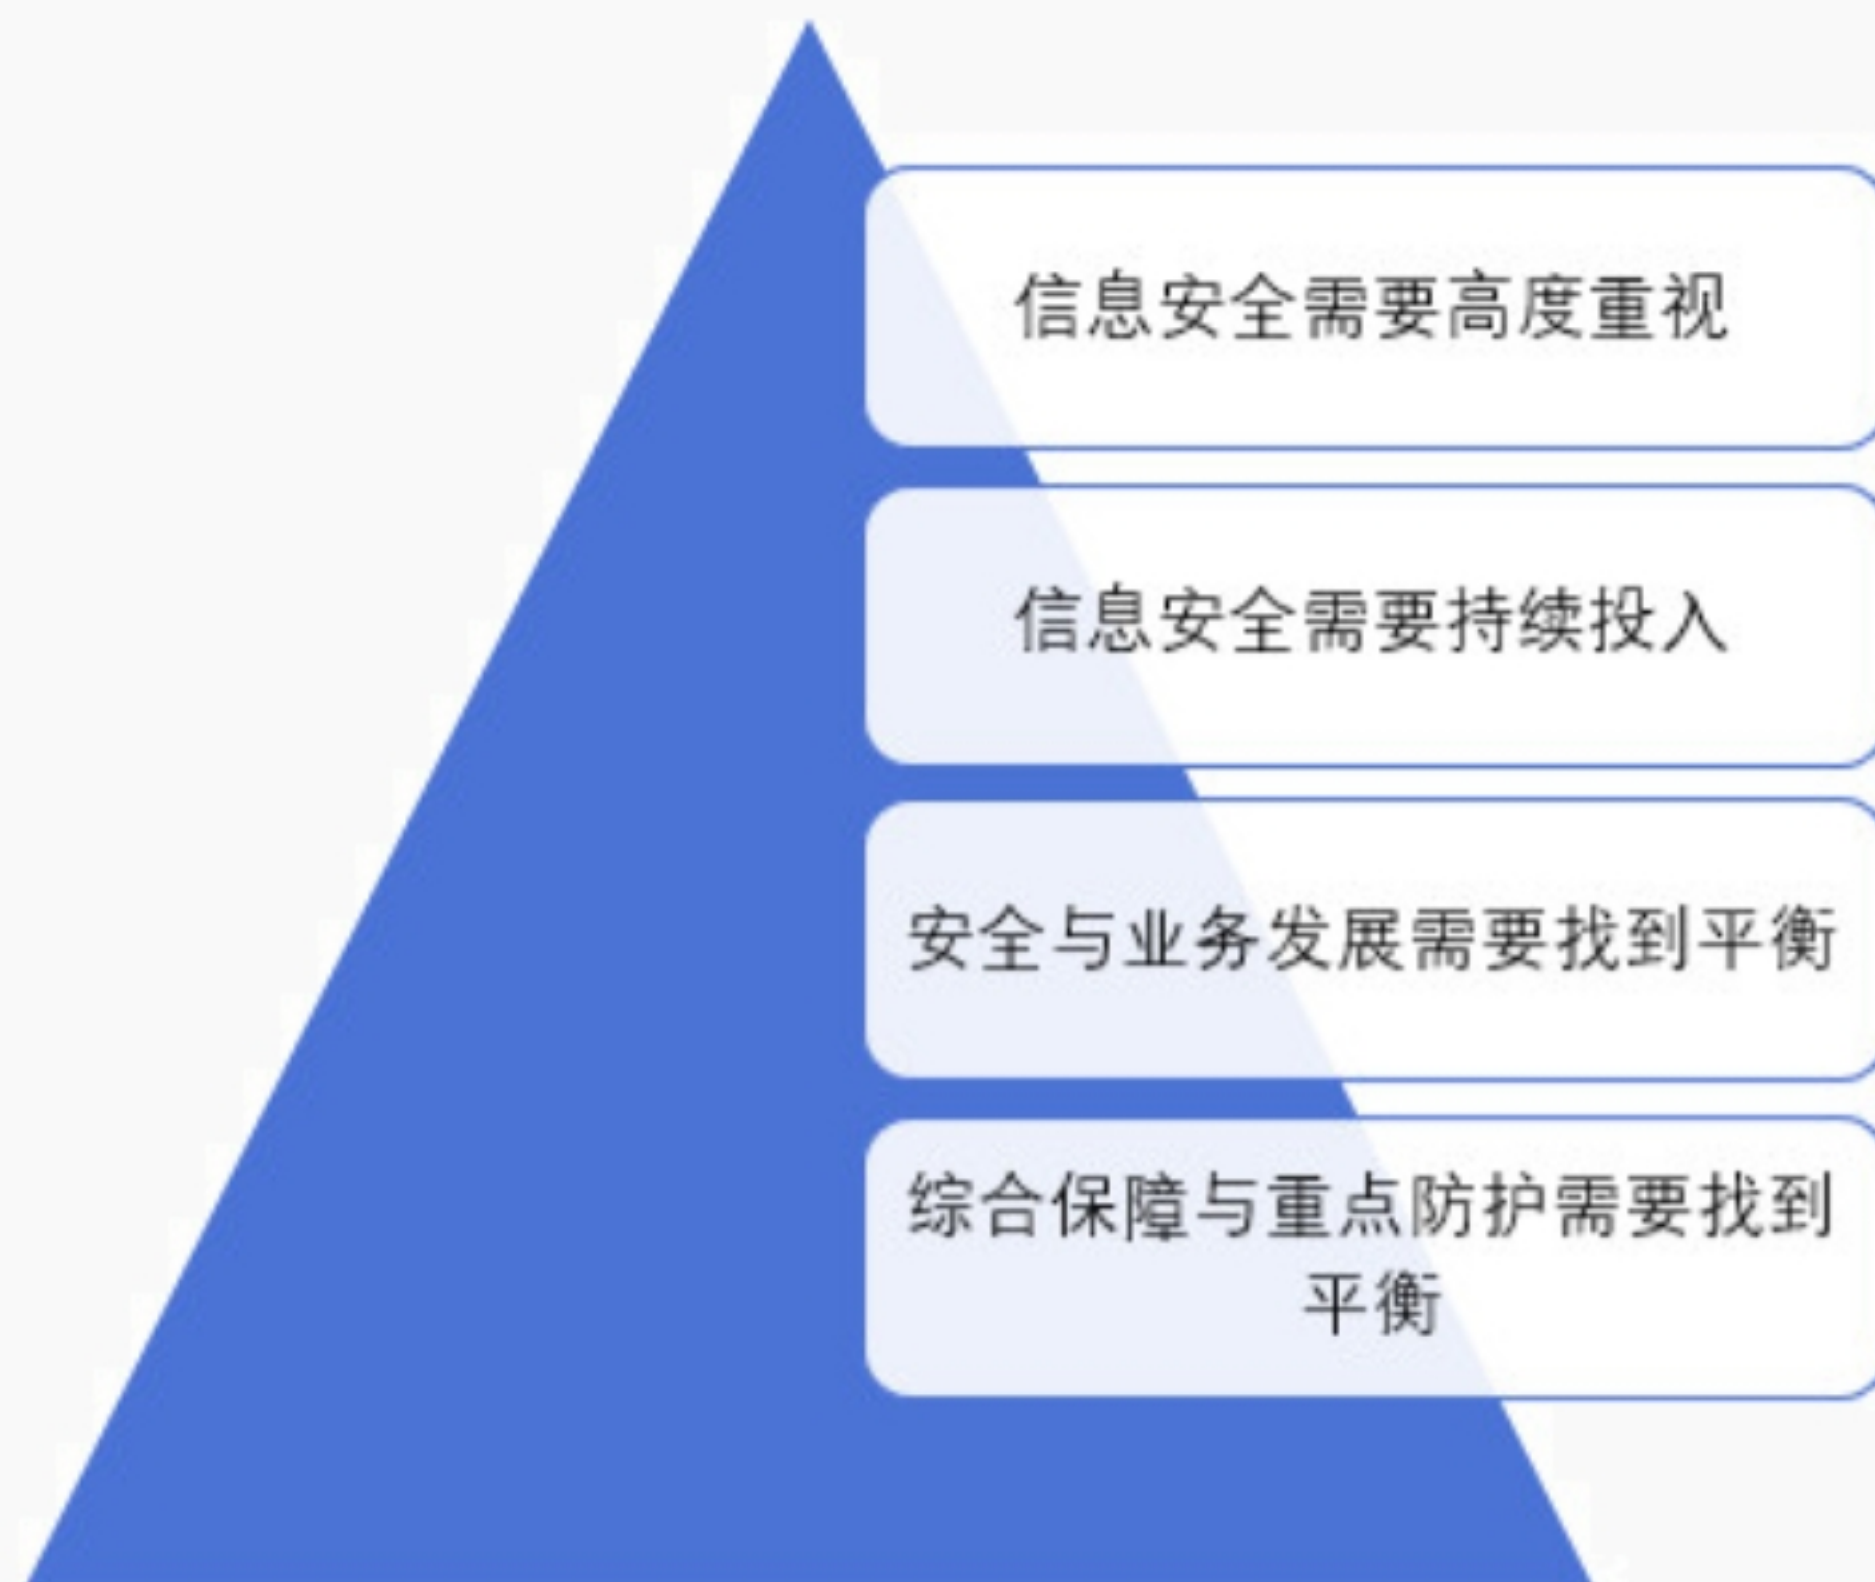 信息安全需要高度重视
信息安全需要持续投入
安全与业务发展需要找到平衡
综合保障与重点防护需要找到
平衡